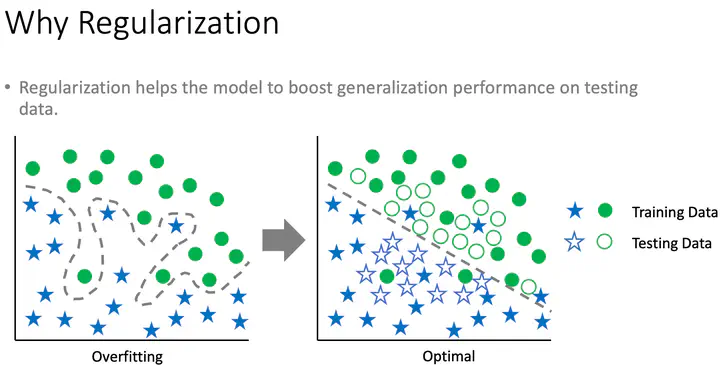 Why Regularization
• Regularization helps the model to boost generalization performance on testing
data.
Overfitting
Optimal
Training Data
Testing Data